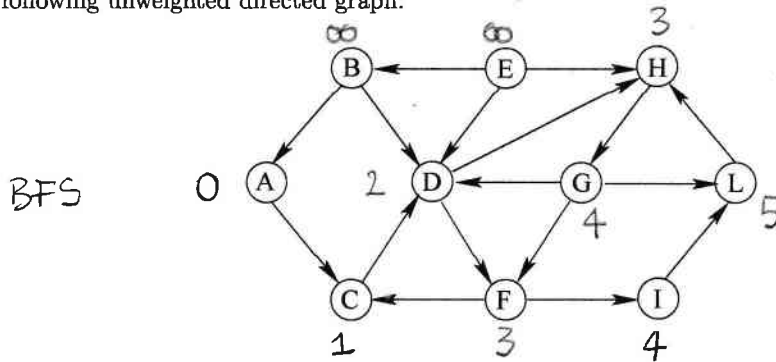 following unweighted directed graph.
∞ ∞ 3
B E H
BFS 0 A 2 D G L
4 5
C F I
1 3 4